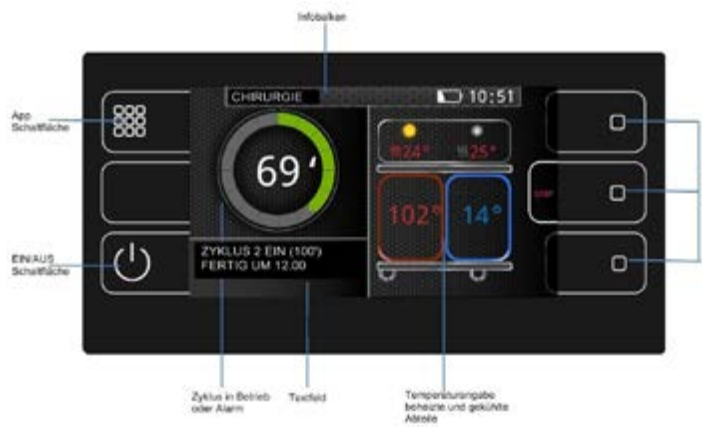 Infobalken
App
Schaltfläche
CHIRURGIE
10:51
24°
25°
69‘
102°
14°
STOP
EIN/AUS
Schaltfläche
ZYKLUS 2 EIN (100')
FERTIG UM 12.00
Zyklus in Betrieb
oder Alarm
Textfeld
Temperaturangabe
beheizte und gekühlte
Abteile